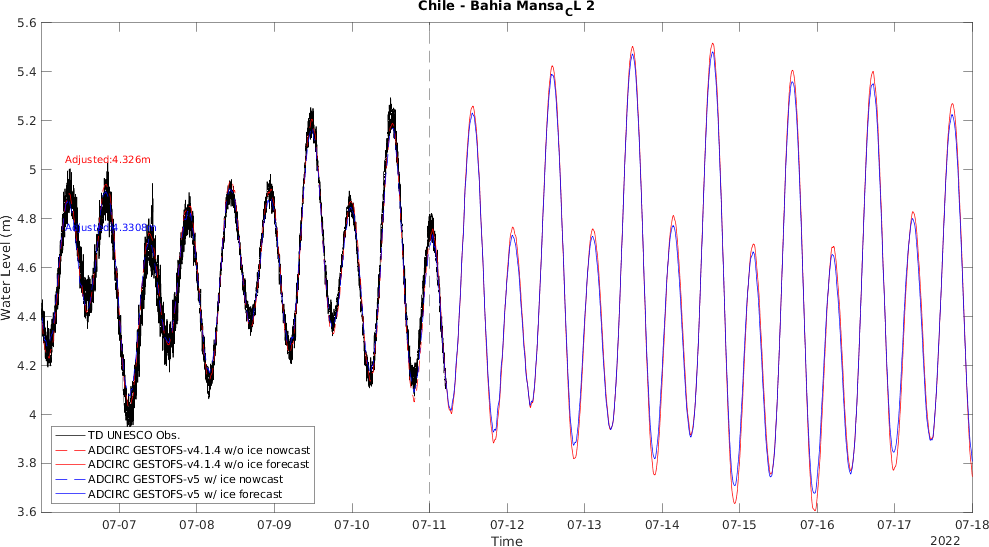 Chile - Bahia Mansa_CL 2
5.6
5.4
5.2
5
4.8
4.6
4.4
4.2
4
3.8
3.6
Water Level (m)
Adjusted:4.326m
Adjusted:4.3308m
TD UNESCO Obs.
ADCIRC GESTOFS-v4.1.4 w/o ice nowcast
ADCIRC GESTOFS-v4.1.4 w/o ice forecast
ADCIRC GESTOFS-v5 w/ ice nowcast
ADCIRC GESTOFS-v5 w/ ice forecast
07-07 07-08 07-09 07-10 07-11 07-12 07-13 07-14 07-15 07-16 07-17 07-18
Time
2022